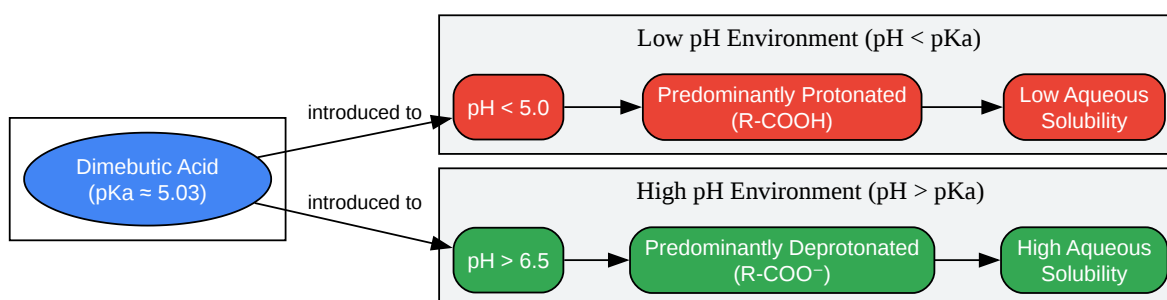 Low pH Environment (pH < pKa)
introduced to
pH < 5.0
Predominantly Protonated
(R-COOH)
Low Aqueous
Solubility
Dimebutic Acid
(pKa ≈ 5.03)
High pH Environment (pH > pKa)
introduced to
pH > 6.5
Predominantly Deprotonated
(R-COO⁻)
High Aqueous
Solubility